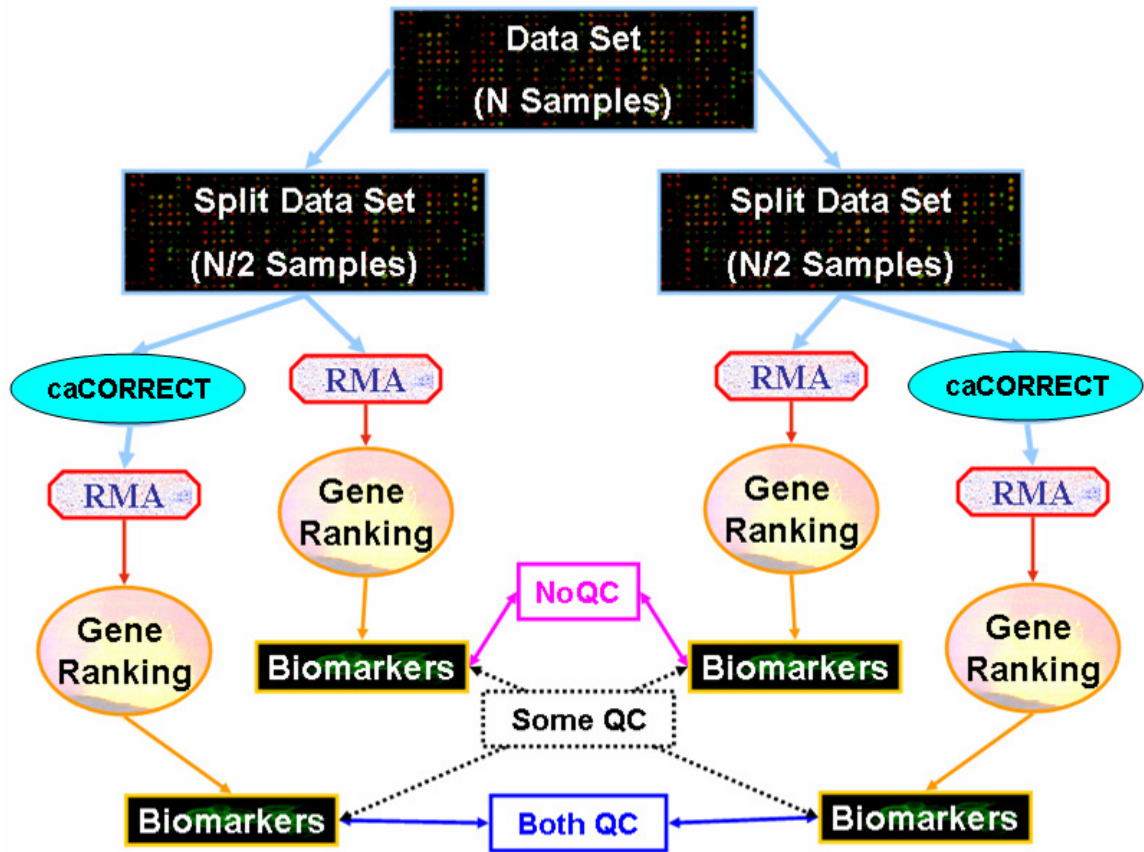 Data Set
(N Samples)
Split Data Set
(N/2 Samples)
Split Data Set
(N/2 Samples)
caCORRECT
RMA
RMA
caCORRECT
RMA
Gene
Ranking
Gene
Ranking
RMA
Gene
Ranking
NoQC
Gene
Ranking
Biomarkers
Biomarkers
Some QC
Biomarkers
Both QC
Biomarkers